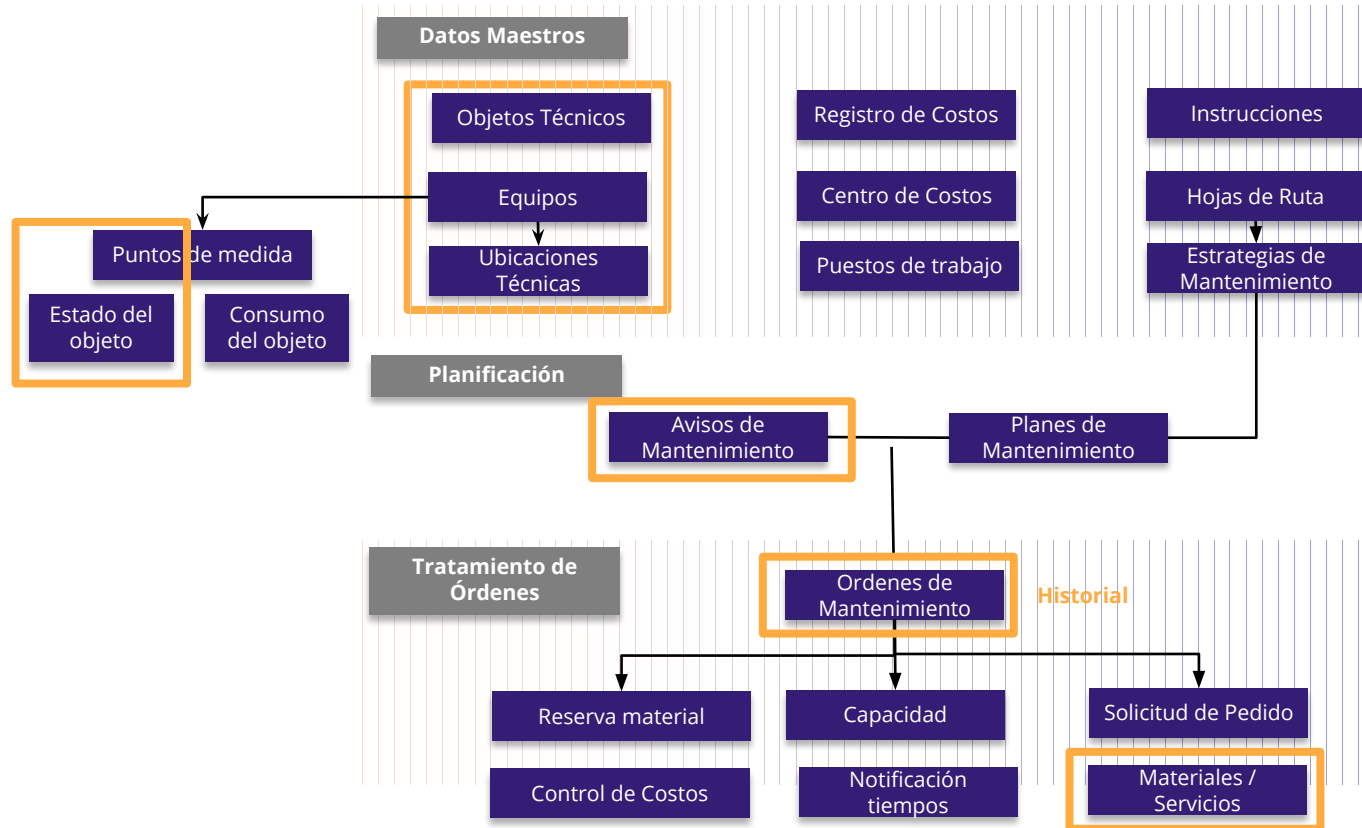 Datos Maestros
Objetos Técnicos
Registro de Costos
Instrucciones
Equipos
Centro de Costos
Hojas de Ruta
Puntos de medida
Ubicaciones
Técnicas
Puestos de trabajo
Estrategias de
Mantenimiento
Estado del
objeto
Consumo
del objeto
Planificación
Avisos de
Mantenimiento
Planes de
Mantenimiento
Tratamiento de
Órdenes
Ordenes de
Mantenimiento
Historial
Reserva material
Capacidad
Solicitud de Pedido
Control de Costos
Notificación
tiempos
Materiales /
Servicios